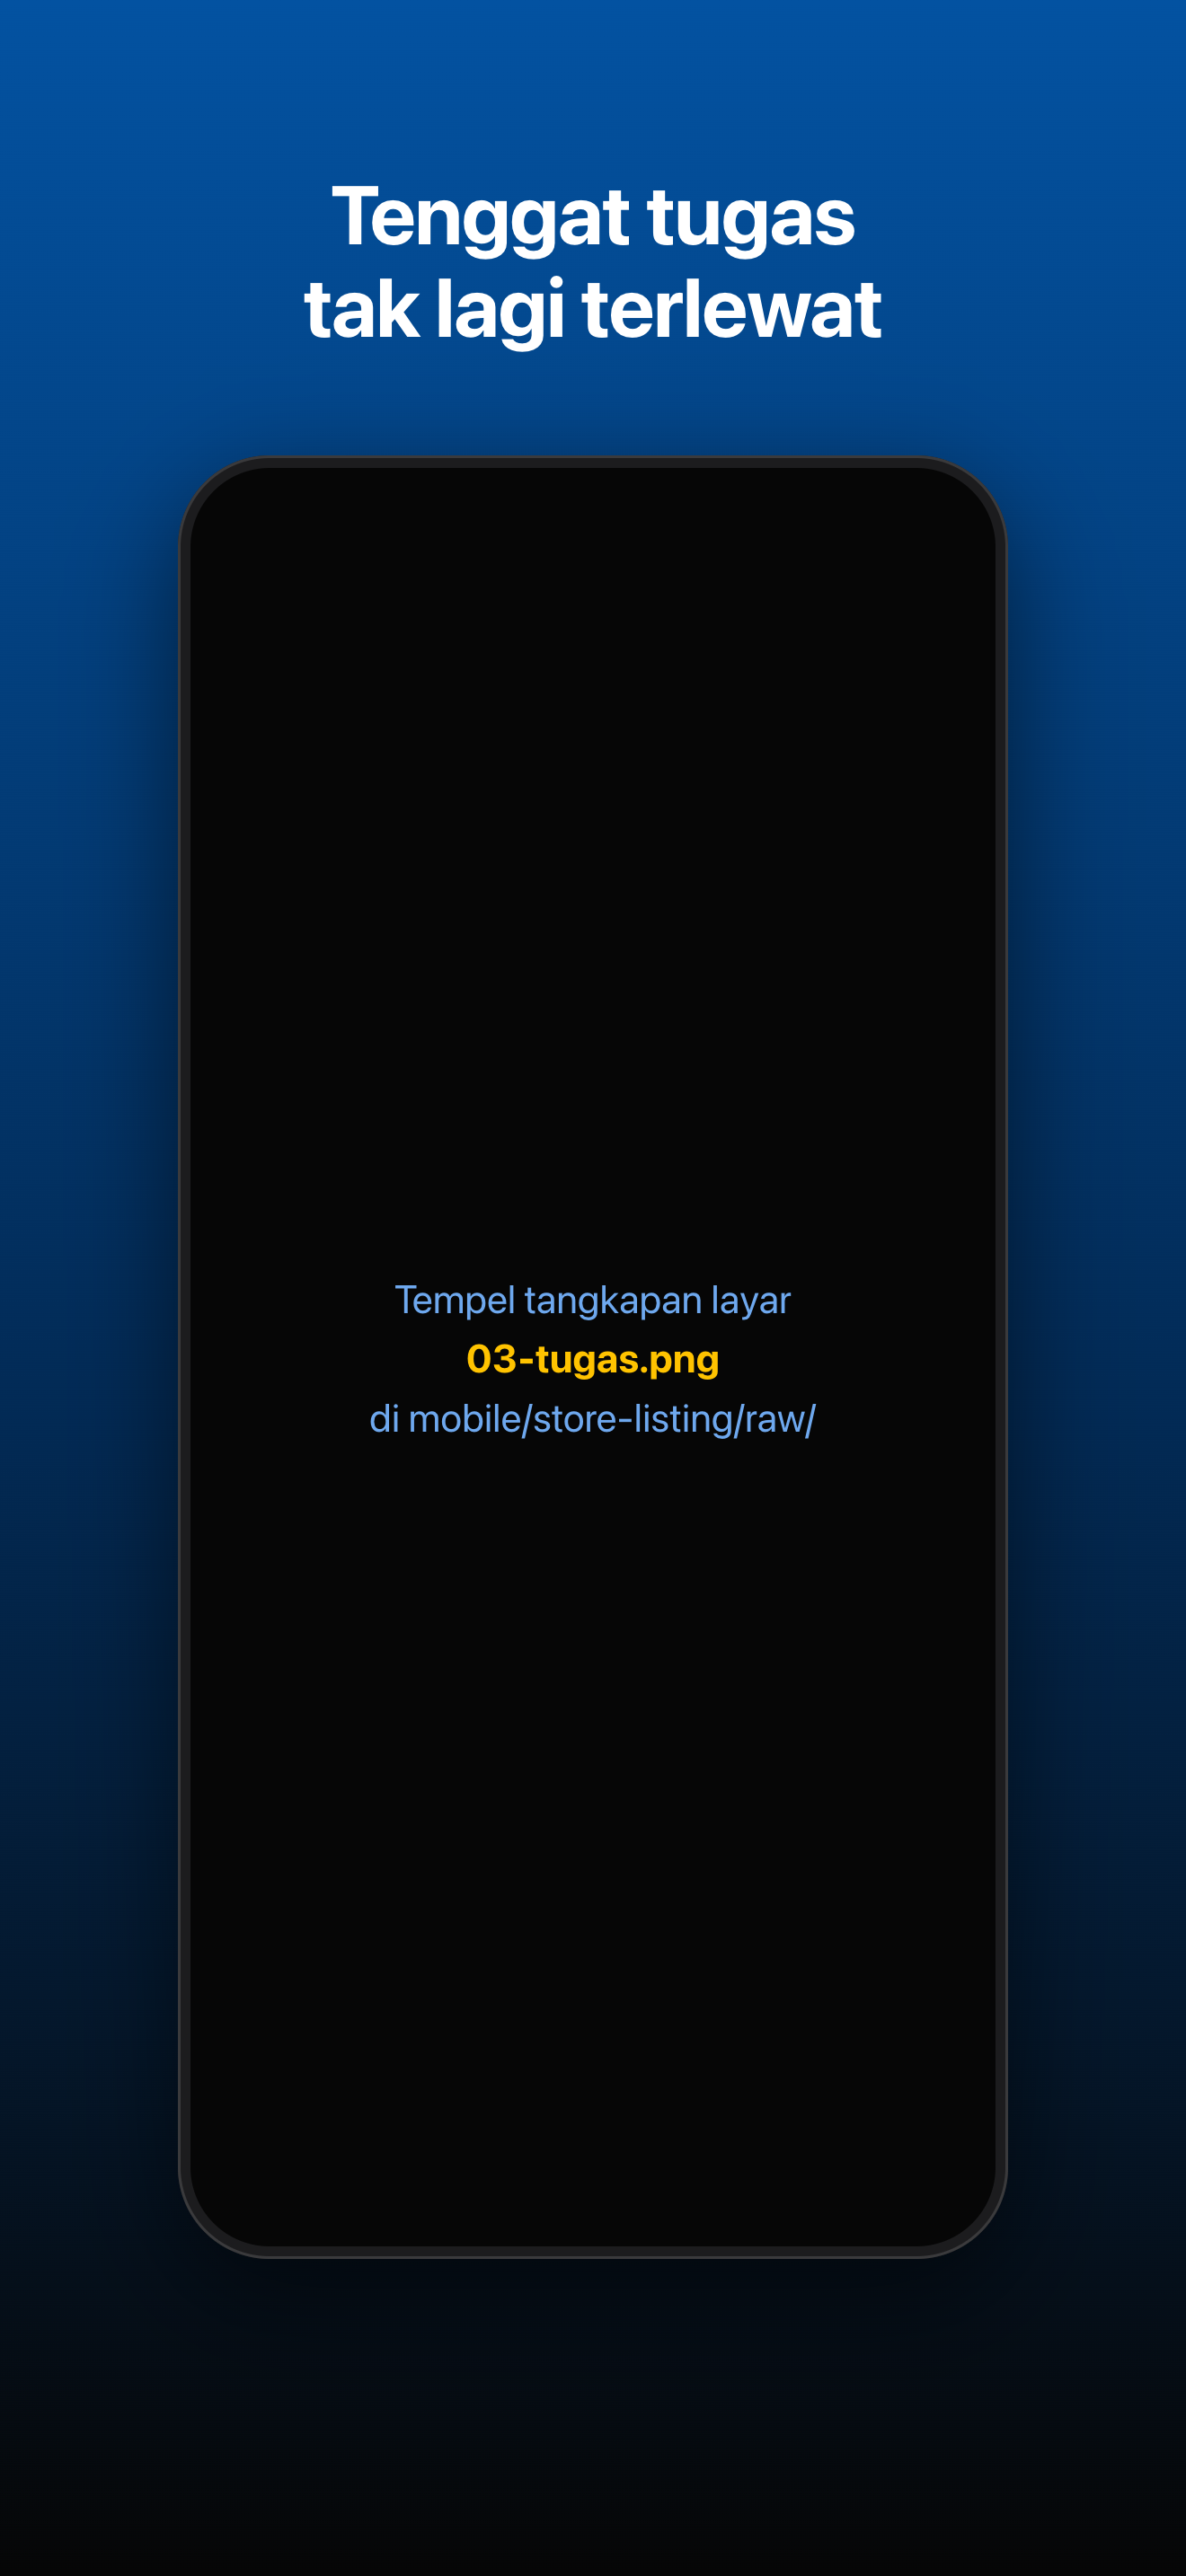 Tenggat tugas
tak lagi terlewat
Tempel tangkapan layar
03-tugas.png
di mobile/store-listing/raw/